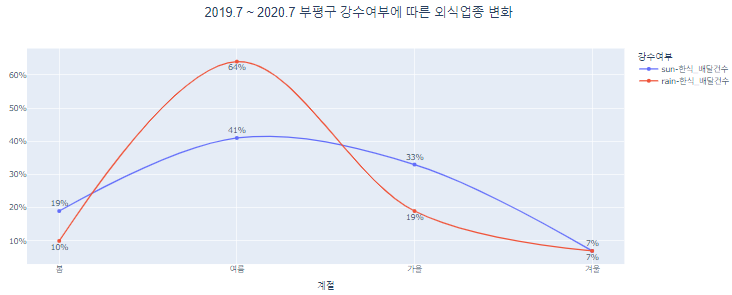 2019.7 ~ 2020.7 부평구 강수여부에 따른 외식업종 변화
강수여부
sun-한식_배달건수
rain-한식_배달건수
60%
50%
40%
30%
20%
10%
64%
41%
33%
19%
19%
10%
7%
7%
봄
여름
가을
겨울
계절